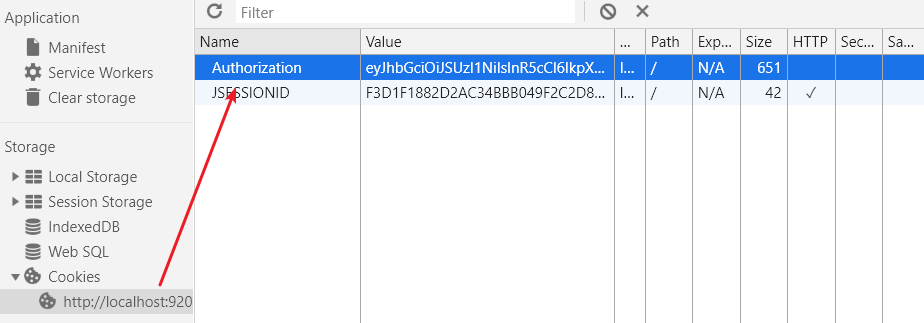 Application
Manifest
Service Workers
Clear storage
Storage
Local Storage
Session Storage
IndexedDB
Web SQL
Cookies
http://localhost:920
Filter
Name Value ... Path Exp... Size HTTP Sec... Sa...
Authorization eyJhbGciOiJSUzI1NiIsInR5cCI6IkpX... l... / N/A 651
JSESSIONID F3D1F1882D2AC34BBB049F2C2D8... l... / N/A 42 ✓